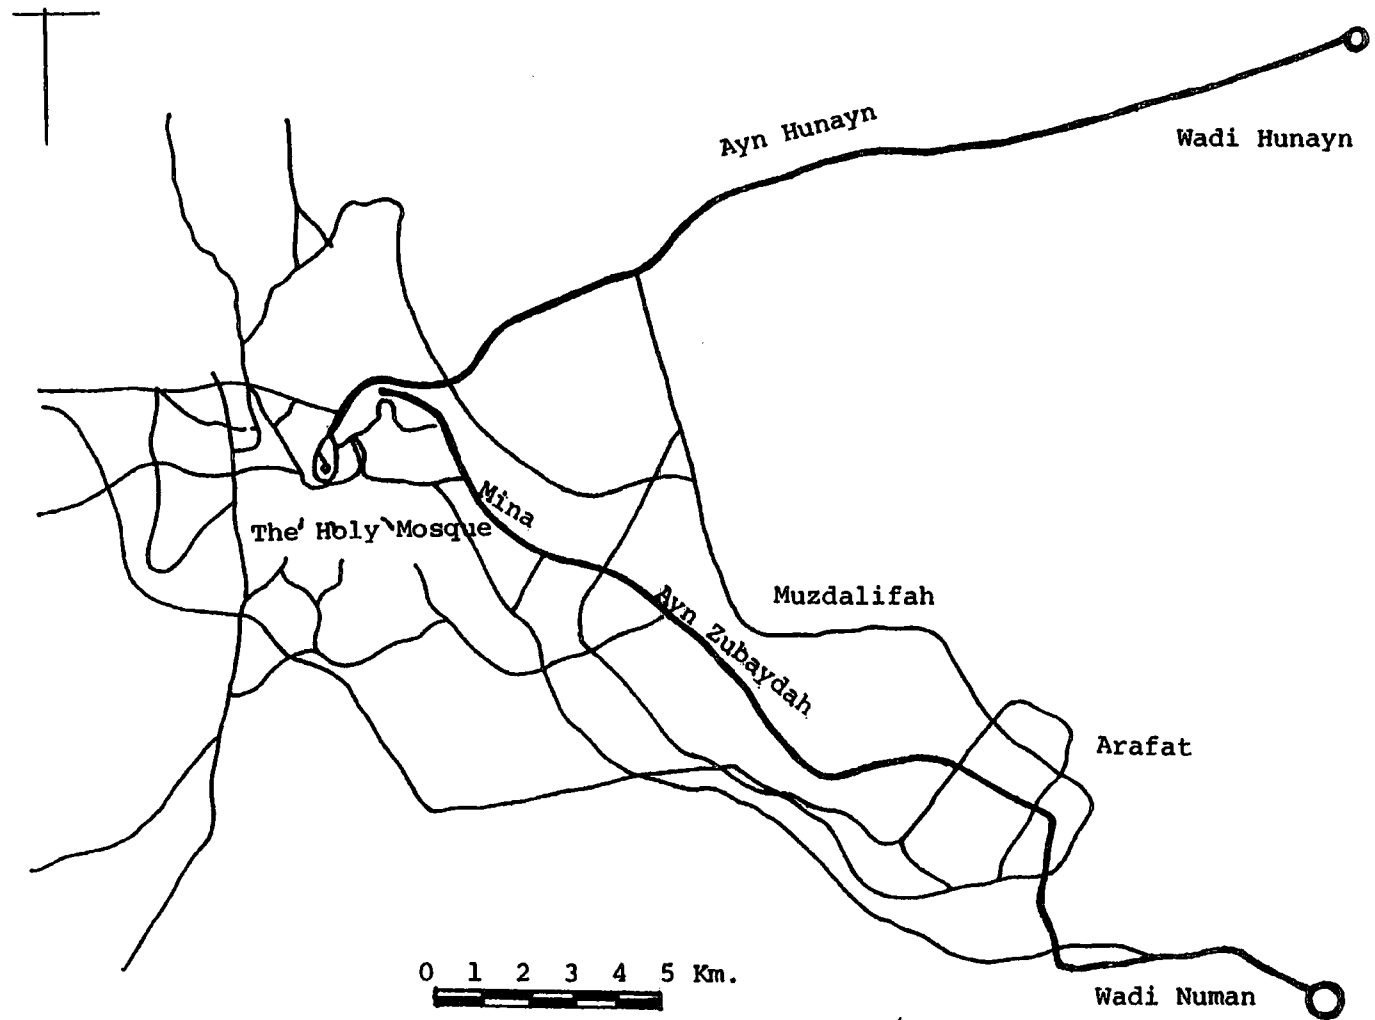 Ayn Hunayn
Wadi Hunayn
Mina
The Holy Mosque
Ayn Zubaydah
Muzdalifah
Arafat
0 1 2 3 4 5 Km.
Wadi Numan